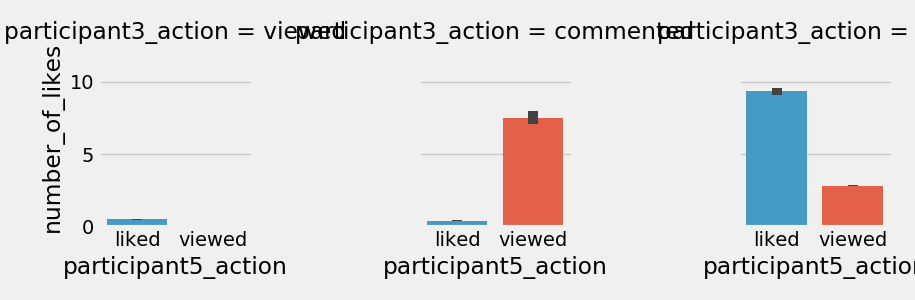 participant3_action = viewed
participant3_action = commented
participant3_action =
number_of_likes
10
5
0
liked viewed
liked viewed
liked viewed
participant5_action
participant5_action
participant5_action